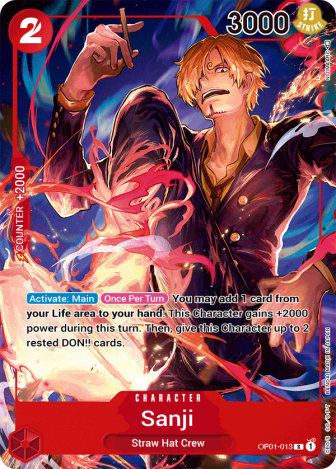 2
3000
打
STRIKE
COUNTER +2000
Activate: Main Once Per Turn You may add 1 card from
your Life area to your hand: This Character gains +2000
power during this turn. Then, give this Character up to 2
rested DON!! cards.
CHARACTER
Sanji
Straw Hat Crew
OP01-013 R 1